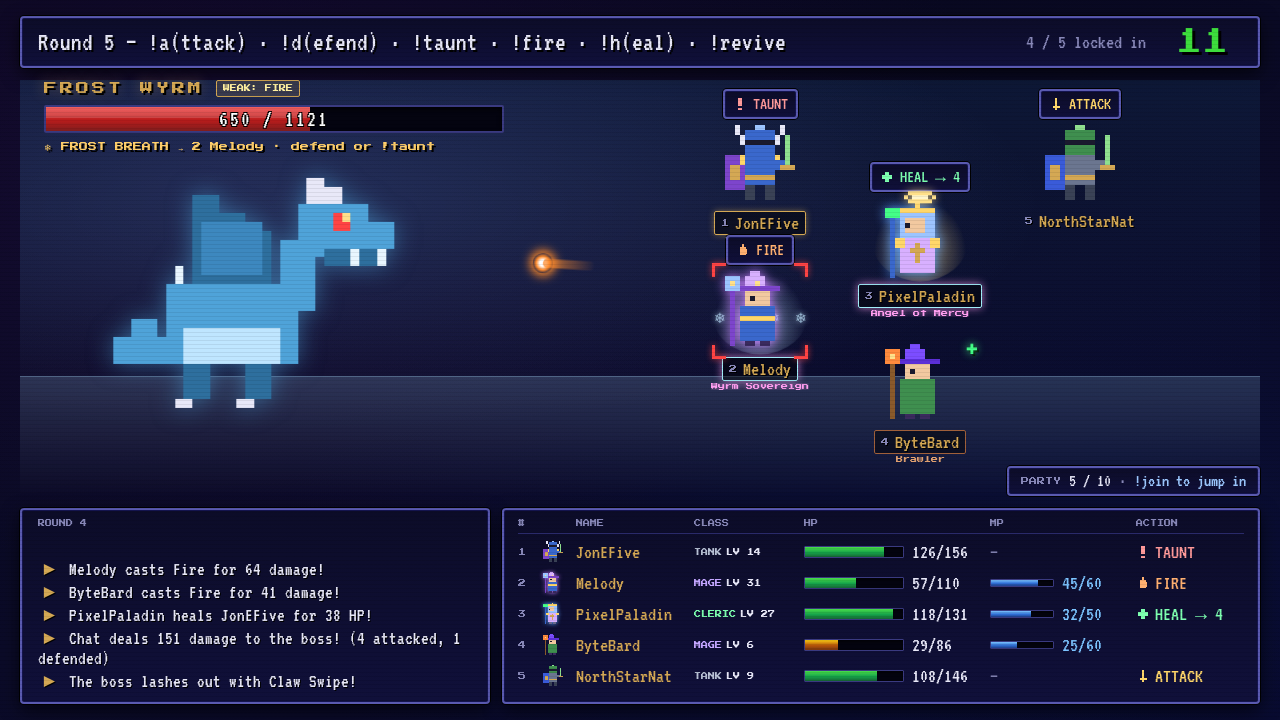 Round 5 - !a(ttack) · !d(efend) · !taunt · !fire · !h(eal) · !revive
4 / 5 locked in
11
FROST WYRM
WEAK: FIRE
650 / 1121
FROST BREATH → 2 Melody · defend or !taunt
TAUNT
ATTACK
HEAL → 4
1 JonEFive
5 NorthStarNat
FIRE
3 PixelPaladin
Angel of Mercy
2 Melody
Wyrm Sovereign
4 ByteBard
Brawler
PARTY 5 / 10 · !join to jump in
ROUND 4
► Melody casts Fire for 64 damage!
► ByteBard casts Fire for 41 damage!
► PixelPaladin heals JonEFive for 38 HP!
► Chat deals 151 damage to the boss! (4 attacked, 1
defended)
► The boss lashes out with Claw Swipe!
# NAME CLASS HP MP ACTION
1 JonEFive TANK LV 14 126/156 - TAUNT
2 Melody MAGE LV 31 57/110 45/60 FIRE
3 PixelPaladin CLERIC LV 27 118/131 32/50 HEAL → 4
4 ByteBard MAGE LV 6 29/86 25/60
5 NorthStarNat TANK LV 9 108/146 - ATTACK